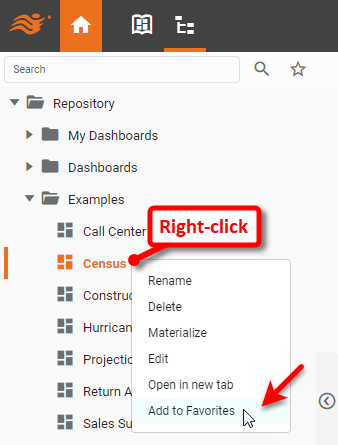 Search
Repository
My Dashboards
Dashboards
Examples
Call Center
Right-click
Census
Rename
Construc
Delete
Hurrican
Materialize
Projectio
Edit
Return A
Open in new tab
Sales Su
Add to Favorites